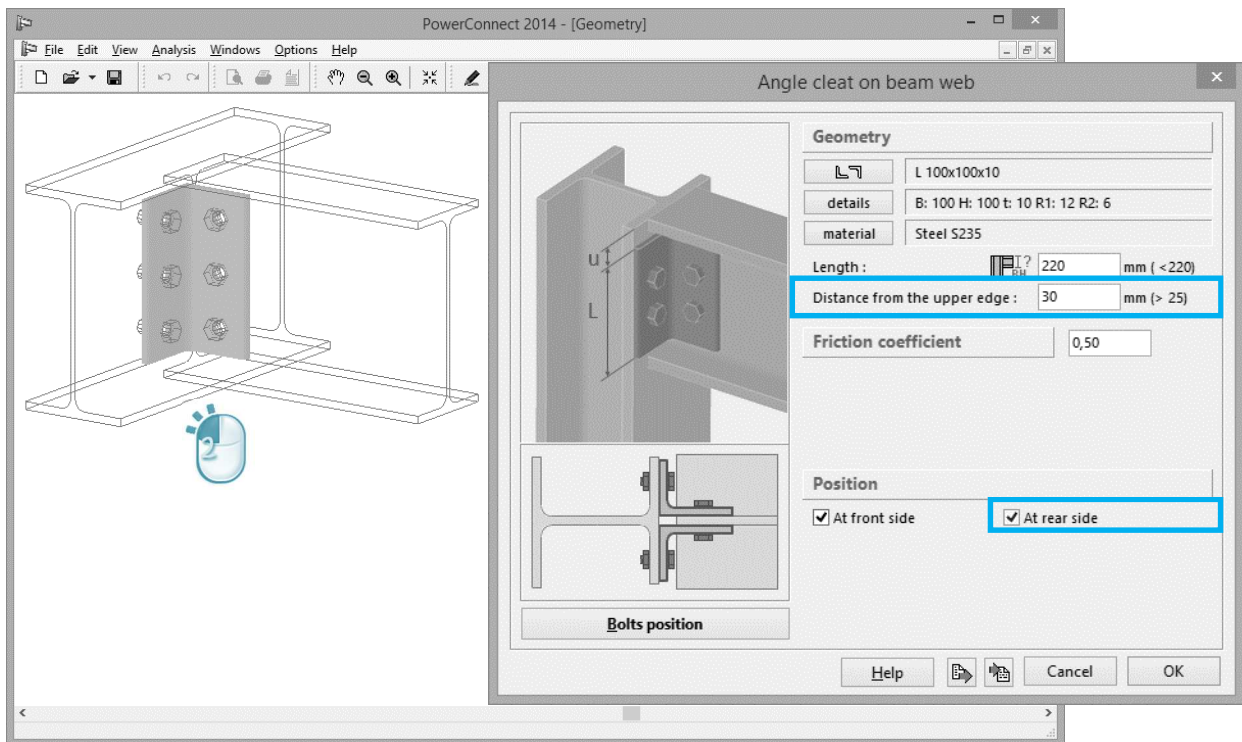 PowerConnect 2014 - [Geometry]
File Edit View Analysis Windows Options Help
Angle cleat on beam web
u
L
Geometry
L 100x100x10
details B: 100 H: 100 t: 10 R1: 12 R2: 6
material Steel S235
Length : I? RH 220 mm ( <220)
Distance from the upper edge : 30 mm (> 25)
Friction coefficient 0,50
Position
At front side At rear side
2
Bolts position
Help Cancel OK